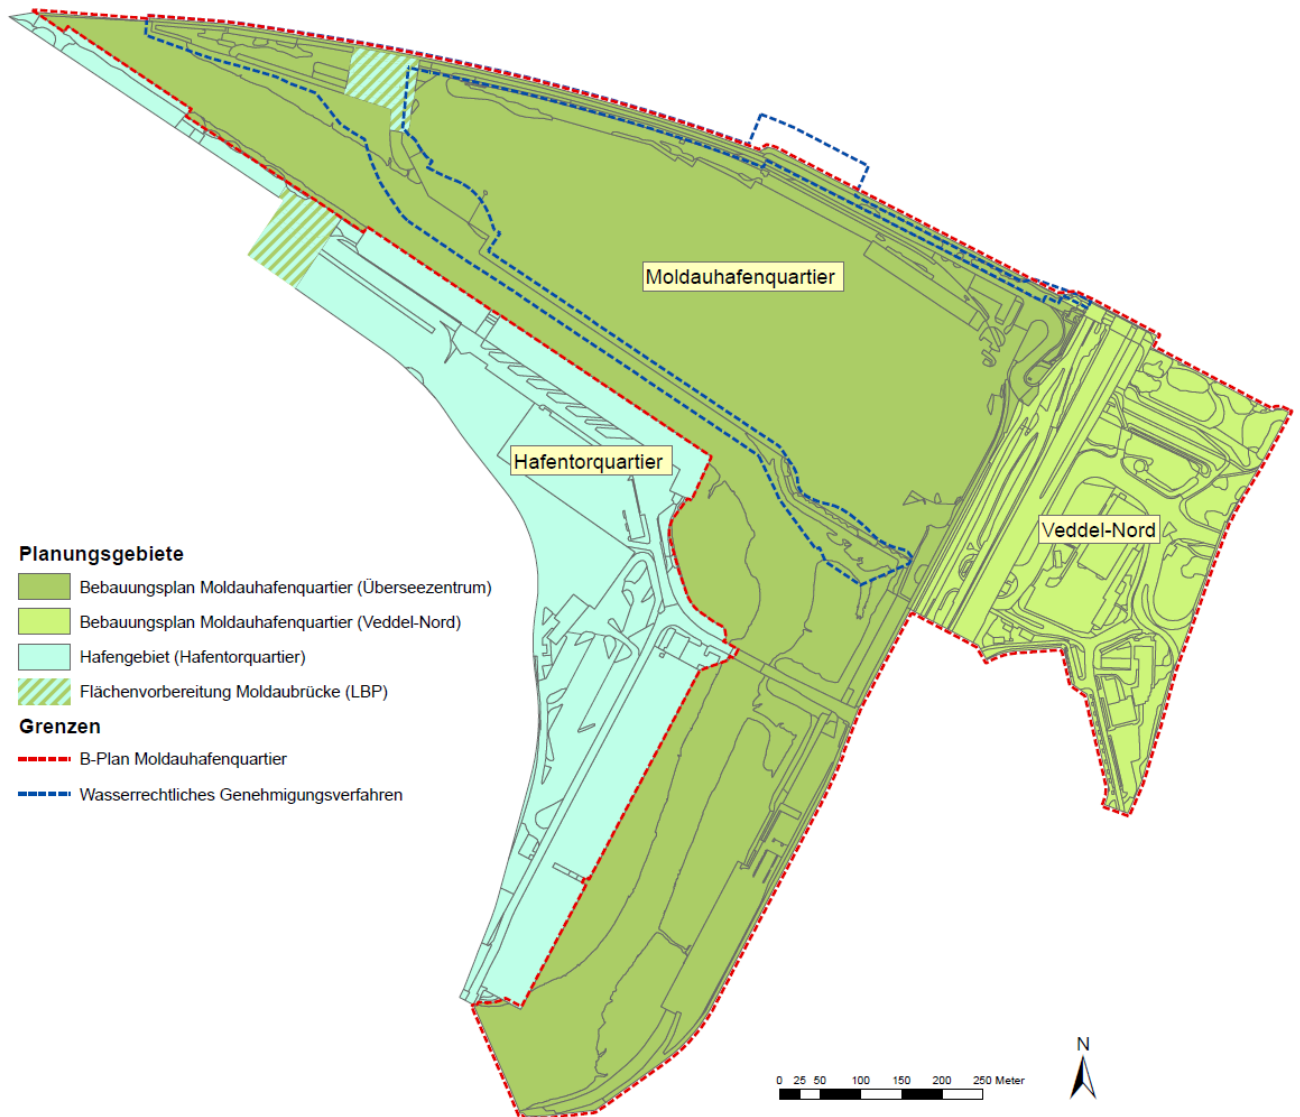 Moldauhafenquartier
Hafentorquartier
Veddel-Nord
Planungsgebiete
Bebauungsplan Moldauhafenquartier (Überseezentrum)
Bebauungsplan Moldauhafenquartier (Veddel-Nord)
Hafengebiet (Hafentorquartier)
Flächenvorbereitung Moldaubrücke (LBP)
Grenzen
B-Plan Moldauhafenquartier
Wasserrechtliches Genehmigungsverfahren
N
0 25 50 100 150 200 250 Meter